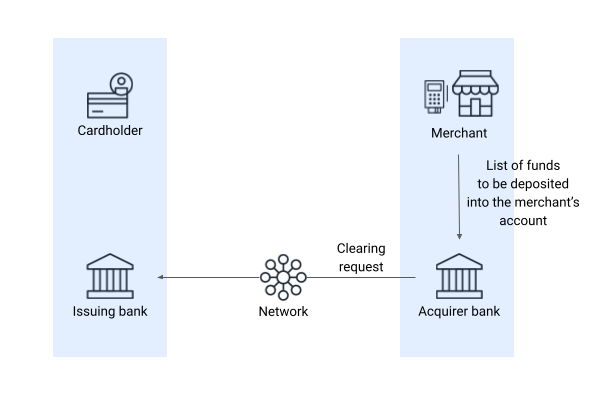 Cardholder
Merchant
List of funds
to be deposited
into the merchant's
account
Clearing
request
Issuing bank
Network
Acquirer bank